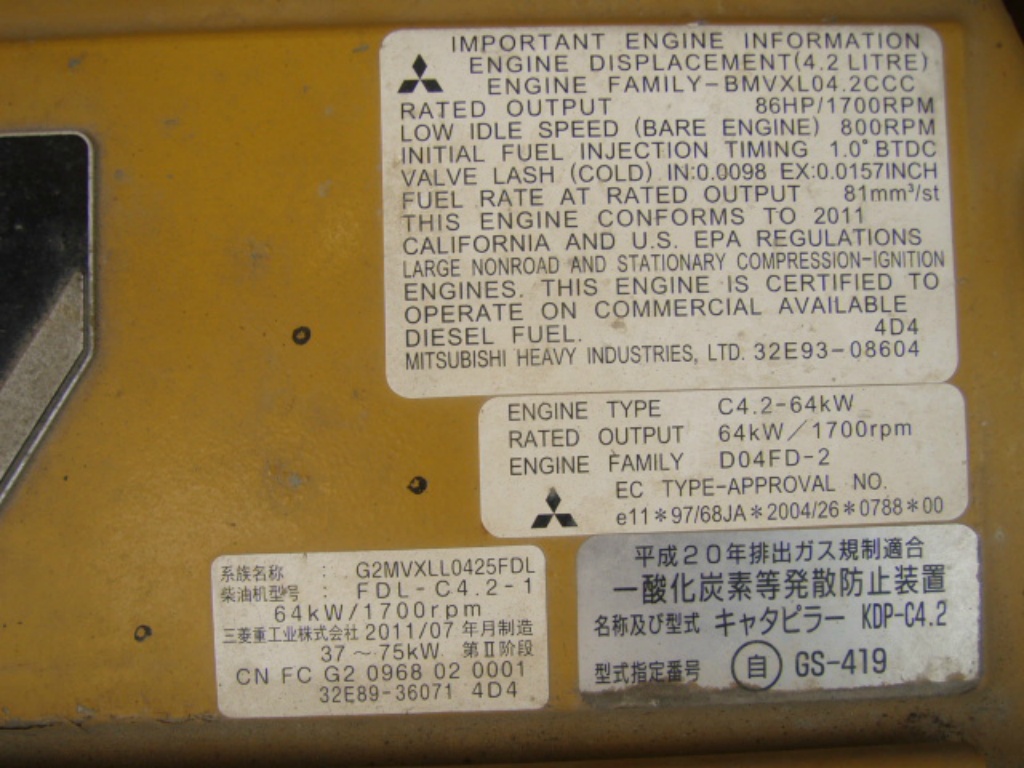 IMPORTANT ENGINE INFORMATION
ENGINE DISPLACEMENT(4.2 LITRE)
ENGINE FAMILY-BMVXL04.2CCC
RATED OUTPUT 86HP/1700RPM
LOW IDLE SPEED (BARE ENGINE) 800RPM
INITIAL FUEL INJECTION TIMING 1.0° BTDC
VALVE LASH (COLD) IN:0.0098 EX:0.0157INCH
FUEL RATE AT RATED OUTPUT 81mm³/st
THIS ENGINE CONFORMS TO 2011
CALIFORNIA AND U.S. EPA REGULATIONS
LARGE NONROAD AND STATIONARY COMPRESSION-IGNITION
ENGINES. THIS ENGINE IS CERTIFIED TO
OPERATE ON COMMERCIAL AVAILABLE
DIESEL FUEL. 4D4
MITSUBISHI HEAVY INDUSTRIES, LTD. 32E93-08604
ENGINE TYPE C4.2-64kW
RATED OUTPUT 64kW/1700rpm
ENGINE FAMILY D04FD-2
EC TYPE-APPROVAL NO.
e11*97/68JA*2004/26*0788*00
系族名称 : G2MVXLL0425FDL
柴油机型号 : FDL-C4.2-1
64kW/1700rpm
三菱重工业株式会社 2011/07 年月制造
37～75kW 第Ⅱ阶段
CN FC G2 0968 02 0001
32E89-36071 4D4
平成20年排出ガス規制適合
一酸化炭素等発散防止装置
名称及び型式 キャタピラー KDP-C4.2
型式指定番号 自 GS-419